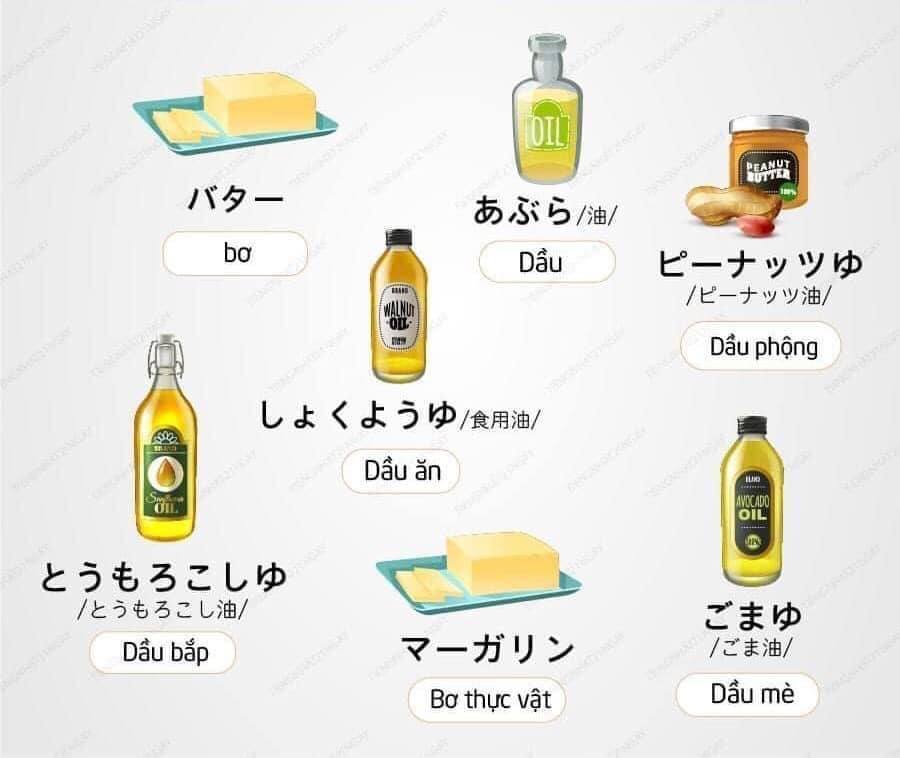 OIL
PEANUT
BUTTER
100%
バター
bơ
あぶら/油/
Dầu
ピーナッツゆ
/ピーナッツ油/
Dầu phộng
BRAND
WALNUT
OIL
しょくようゆ/食用油/
Dầu ăn
BRAND
Sunflower
OIL
とうもろこしゆ
/とうもろこし油/
Dầu bắp
マーガリン
Bơ thực vật
AVOCADO
OIL
ごまゆ
/ごま油/
Dầu mè